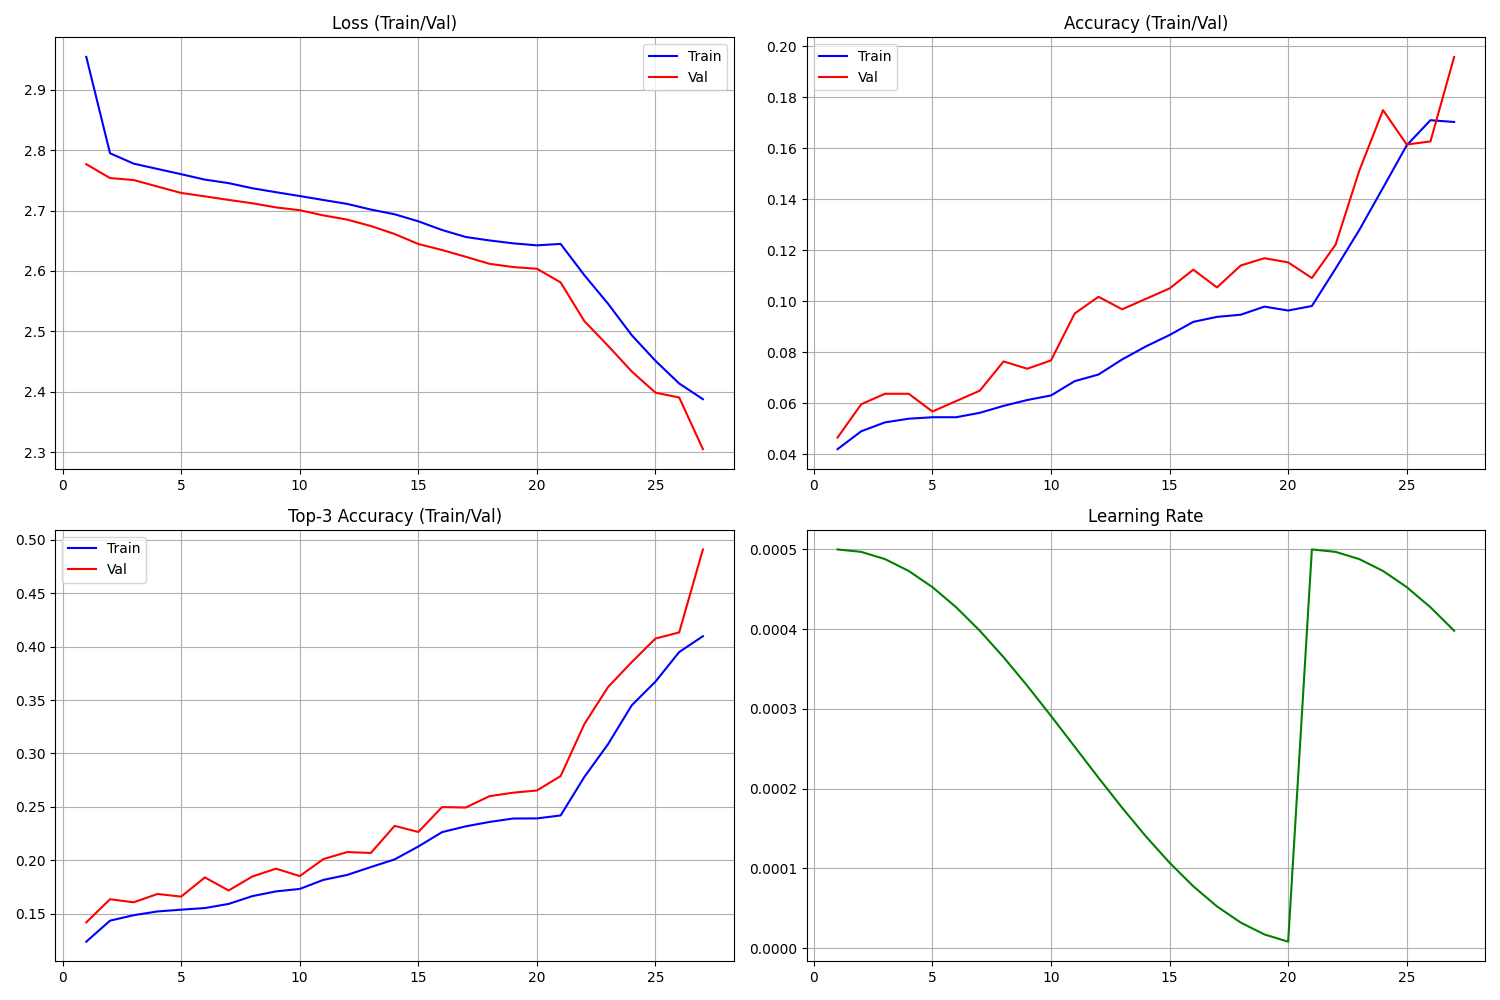 Loss (Train/Val)
Train
Val
2.9
2.8
2.7
2.6
2.5
2.4
2.3
0 5 10 15 20 25
Accuracy (Train/Val)
Train
Val
0.20
0.18
0.16
0.14
0.12
0.10
0.08
0.06
0.04
0 5 10 15 20 25
Top-3 Accuracy (Train/Val)
Train
Val
0.50
0.45
0.40
0.35
0.30
0.25
0.20
0.15
0 5 10 15 20 25
Learning Rate
0.0005
0.0004
0.0003
0.0002
0.0001
0.0000
0 5 10 15 20 25